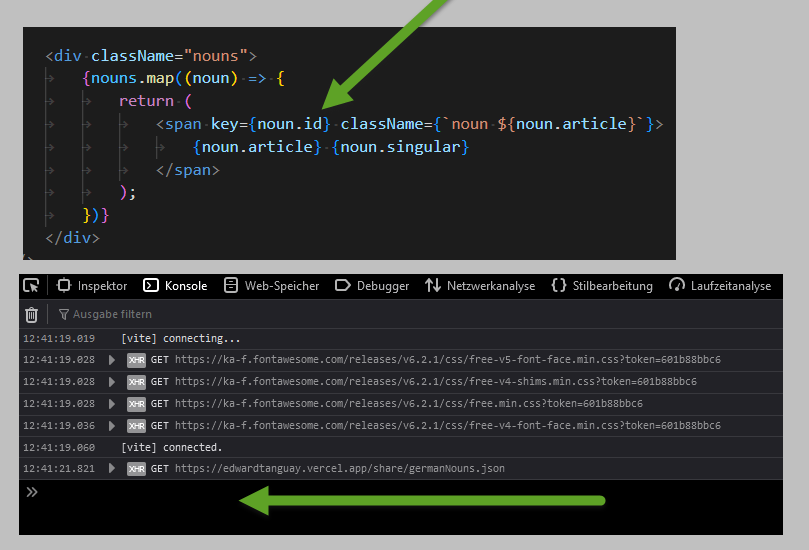 <div className="nouns">
{nouns.map((noun) => {
return (
<span key={noun.id} className={`noun ${noun.article}`}>
{noun.article} {noun.singular}
</span>
);
})}
</div>
Inspektor Konsole Web-Speicher Debugger Netzwerkanalyse Stilbearbeitung Laufzeitanalyse
Ausgabe filtern
12:41:19.019 [vite] connecting...
12:41:19.028 XHR GET https://ka-f.fontawesome.com/releases/v6.2.1/css/free-v5-font-face.min.css?token=601b88bbc6
12:41:19.028 XHR GET https://ka-f.fontawesome.com/releases/v6.2.1/css/free-v4-shims.min.css?token=601b88bbc6
12:41:19.028 XHR GET https://ka-f.fontawesome.com/releases/v6.2.1/css/free.min.css?token=601b88bbc6
12:41:19.036 XHR GET https://ka-f.fontawesome.com/releases/v6.2.1/css/free-v4-font-face.min.css?token=601b88bbc6
12:41:19.060 [vite] connected.
12:41:21.821 XHR GET https://edwardtanguay.vercel.app/share/germanNouns.json